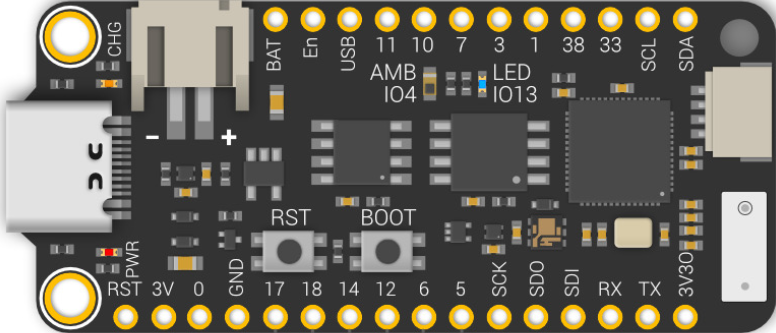 CHG
BAT En USB 11 10 7 3 1 38 33 SCL SDA
AMB LED
IO4 IO13
- +
RST BOOT
PWR
RST 3V 0 GND 17 18 14 12 6 5 SCK SDO SDI RX TX 3V3O